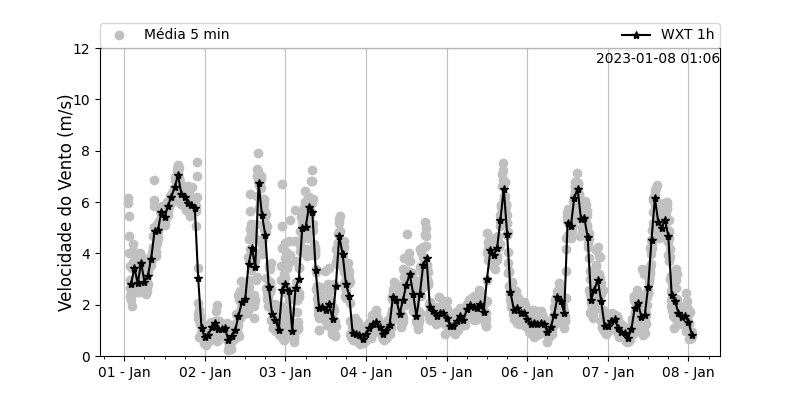 Média 5 min
WXT 1h
2023-01-08 01:06
Velocidade do Vento (m/s)
12
10
8
6
4
2
0
01 - Jan
02 - Jan
03 - Jan
04 - Jan
05 - Jan
06 - Jan
07 - Jan
08 - Jan